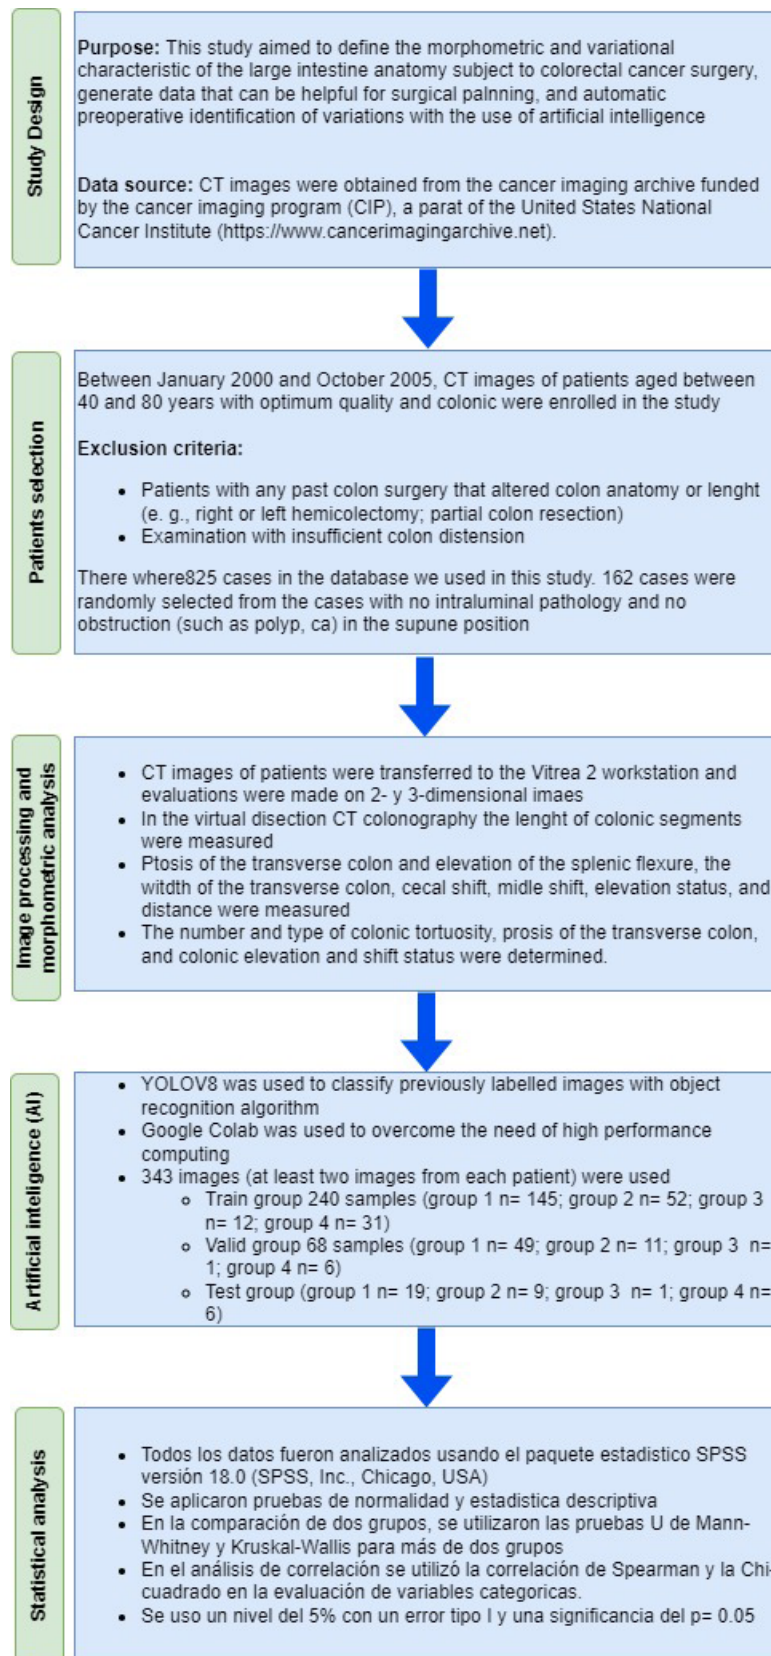 Study Design
Purpose: This study aimed to define the morphometric and variational
characteristic of the large intestine anatomy subject to colorectal cancer surgery,
generate data that can be helpful for surgical palnning, and automatic
preoperative identification of variations with the use of artificial intelligence
Data source: CT images were obtained from the cancer imaging archive funded
by the cancer imaging program (CIP), a parat of the United States National
Cancer Institute (https://www.cancerimagingarchive.net).
Patients selection
Between January 2000 and October 2005, CT images of patients aged between
40 and 80 years with optimum quality and colonic were enrolled in the study
Exclusion criteria:
• Patients with any past colon surgery that altered colon anatomy or lenght
(e. g., right or left hemicolectomy; partial colon resection)
• Examination with insufficient colon distension
There where825 cases in the database we used in this study. 162 cases were
randomly selected from the cases with no intraluminal pathology and no
obstruction (such as polyp, ca) in the supune position
Image processing and
morphometric analysis
• CT images of patients were transferred to the Vitrea 2 workstation and
evaluations were made on 2- y 3-dimensional imaes
• In the virtual disection CT colonography the lenght of colonic segments
were measured
• Ptosis of the transverse colon and elevation of the splenic flexure, the
witdth of the transverse colon, cecal shift, midle shift, elevation status, and
distance were measured
• The number and type of colonic tortuosity, prosis of the transverse colon,
and colonic elevation and shift status were determined.
Artificial inteligence (AI)
• YOLOV8 was used to classify previously labelled images with object
recognition algorithm
• Google Colab was used to overcome the need of high performance
computing
• 343 images (at least two images from each patient) were used
o Train group 240 samples (group 1 n= 145; group 2 n= 52; group 3
n= 12; group 4 n= 31)
o Valid group 68 samples (group 1 n= 49; group 2 n= 11; group 3 n=
1; group 4 n= 6)
o Test group (group 1 n= 19; group 2 n= 9; group 3 n= 1; group 4 n=
6)
Statistical analysis
• Todos los datos fueron analizados usando el paquete estadistico SPSS
versión 18.0 (SPSS, Inc., Chicago, USA)
• Se aplicaron pruebas de normalidad y estadistica descriptiva
• En la comparación de dos grupos, se utilizaron las pruebas U de Mann-
Whitney y Kruskal-Wallis para más de dos grupos
• En el análisis de correlación se utilizó la correlación de Spearman y la Chi-
cuadrado en la evaluación de variables categoricas.
• Se uso un nivel del 5% con un error tipo I y una significancia del p= 0.05